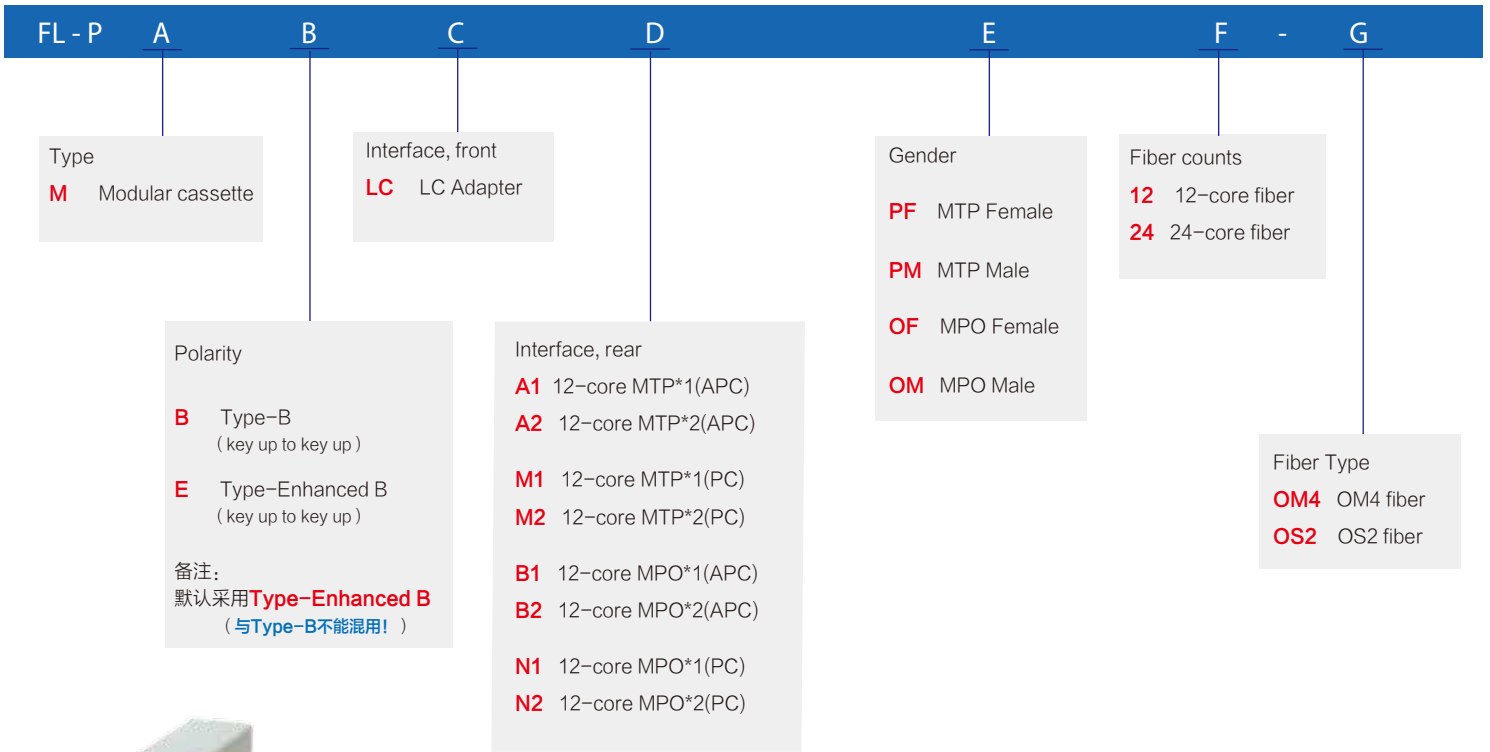 FL - P A B C D E F - G
Type
M Modular cassette
Interface, front
LC LC Adapter
Gender
PF MTP Female
PM MTP Male
OF MPO Female
OM MPO Male
Fiber counts
12 12-core fiber
24 24-core fiber
Polarity
B Type-B
( key up to key up )
E Type-Enhanced B
( key up to key up )
备注:
默认采用Type-Enhanced B
( 与Type-B不能混用! )
Interface, rear
A1 12-core MTP*1(APC)
A2 12-core MTP*2(APC)
M1 12-core MTP*1(PC)
M2 12-core MTP*2(PC)
B1 12-core MPO*1(APC)
B2 12-core MPO*2(APC)
N1 12-core MPO*1(PC)
N2 12-core MPO*2(PC)
Fiber Type
OM4 OM4 fiber
OS2 OS2 fiber